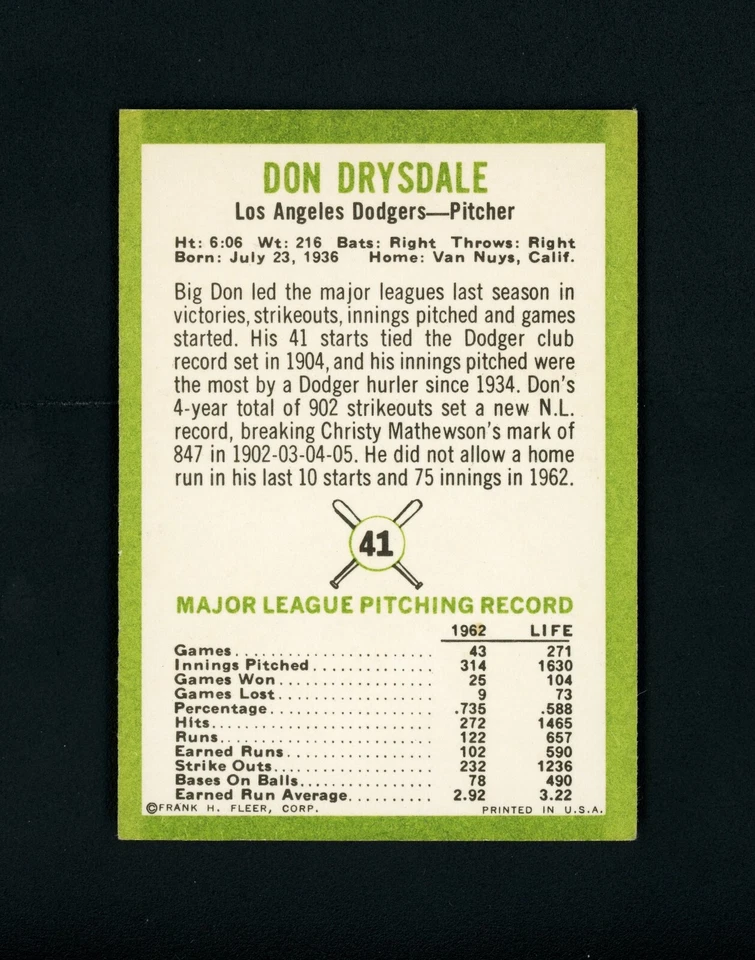 DON DRYSDALE
Los Angeles Dodgers—Pitcher
Ht: 6:06 Wt: 216 Bats: Right Throws: Right
Born: July 23, 1936 Home: Van Nuys, Calif.
Big Don led the major leagues last season in
victories, strikeouts, innings pitched and games
started. His 41 starts tied the Dodger club
record set in 1904, and his innings pitched were
the most by a Dodger hurler since 1934. Don's
4-year total of 902 strikeouts set a new N.L.
record, breaking Christy Mathewson's mark of
847 in 1902-03-04-05. He did not allow a home
run in his last 10 starts and 75 innings in 1962.
41
MAJOR LEAGUE PITCHING RECORD
1962 LIFE
Games...................... 43 271
Innings Pitched............. 314 1630
Games Won................. 25 104
Games Lost................. 9 73
Percentage.................. .735 .588
Hits......................... 272 1465
Runs........................ 122 657
Earned Runs................ 102 590
Strike Outs.................. 232 1236
Bases On Balls.............. 78 490
Earned Run Average......... 2.92 3.22
©FRANK H. FLEER, CORP. PRINTED IN U.S.A.